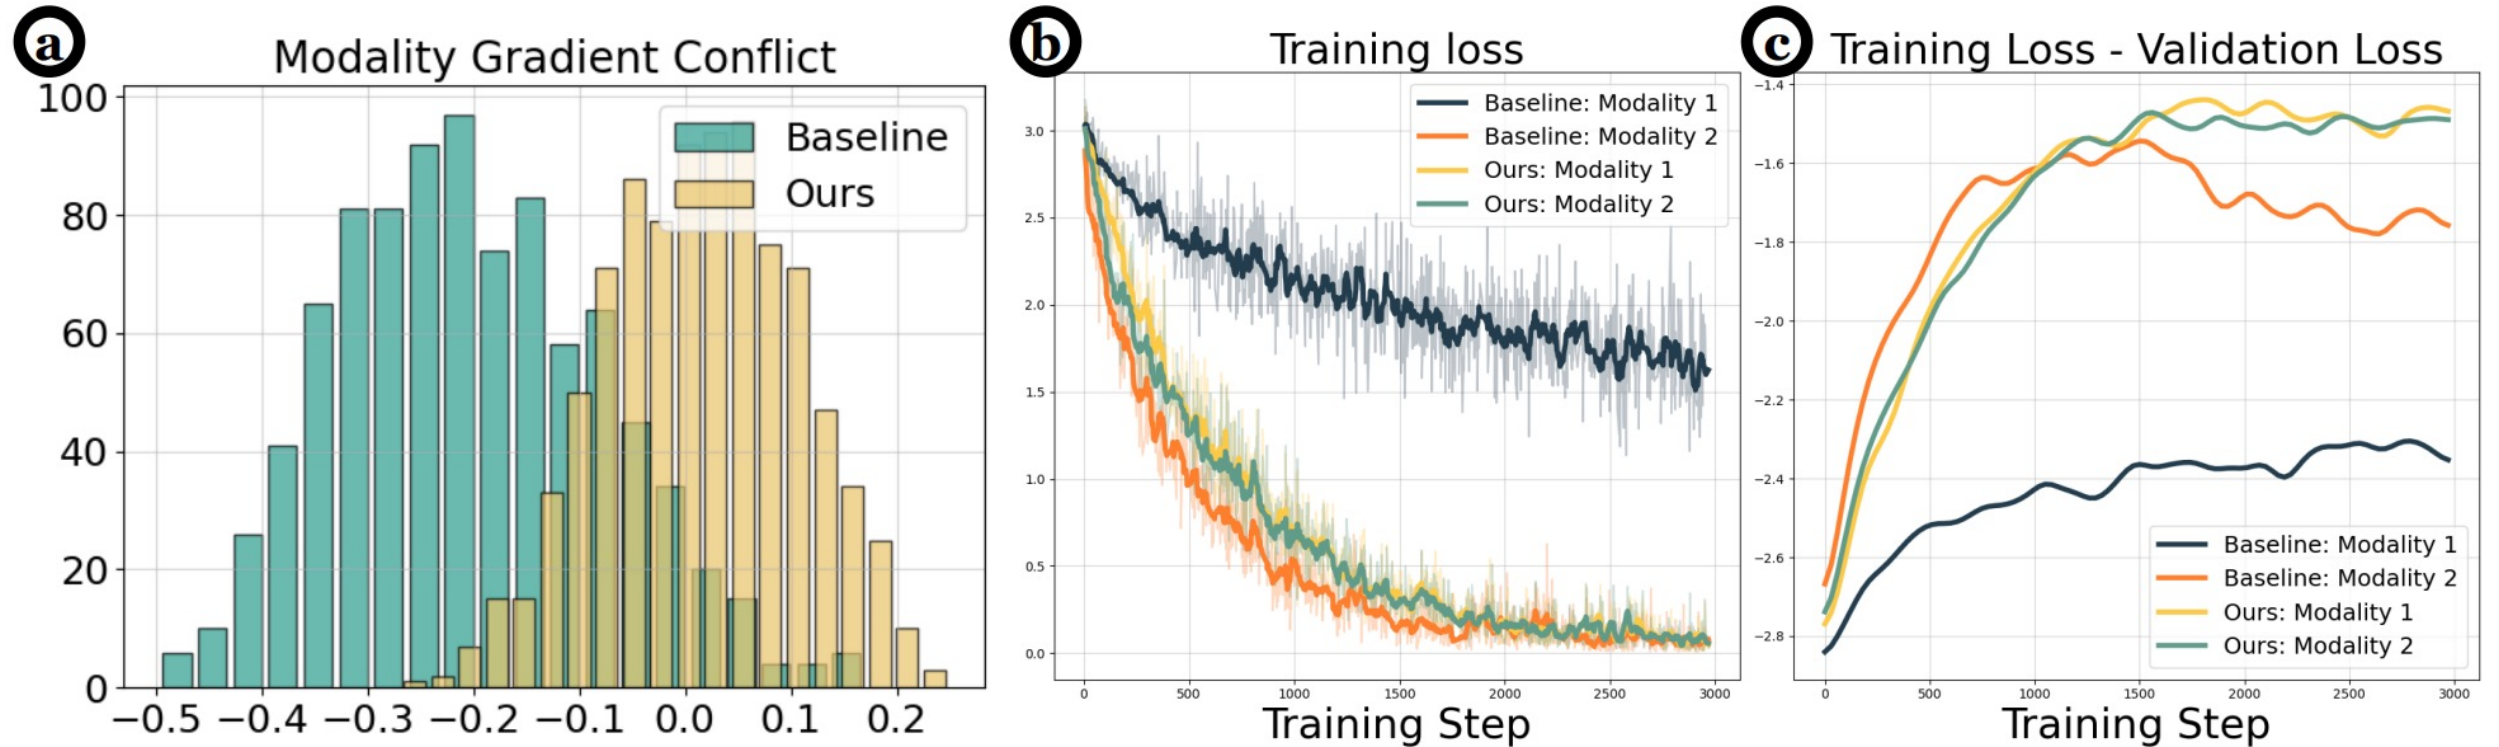 a
Modality Gradient Conflict
100
80
60
40
20
0
−0.5 −0.4 −0.3 −0.2 −0.1 0.0 0.1 0.2
Baseline
Ours
b
Training loss
3.0
2.5
2.0
1.5
1.0
0.5
0.0
0 500 1000 1500 2000 2500 3000
Training Step
Baseline: Modality 1
Baseline: Modality 2
Ours: Modality 1
Ours: Modality 2
c
Training Loss - Validation Loss
−1.4
−1.6
−1.8
−2.0
−2.2
−2.4
−2.6
−2.8
0 500 1000 1500 2000 2500 3000
Training Step
Baseline: Modality 1
Baseline: Modality 2
Ours: Modality 1
Ours: Modality 2